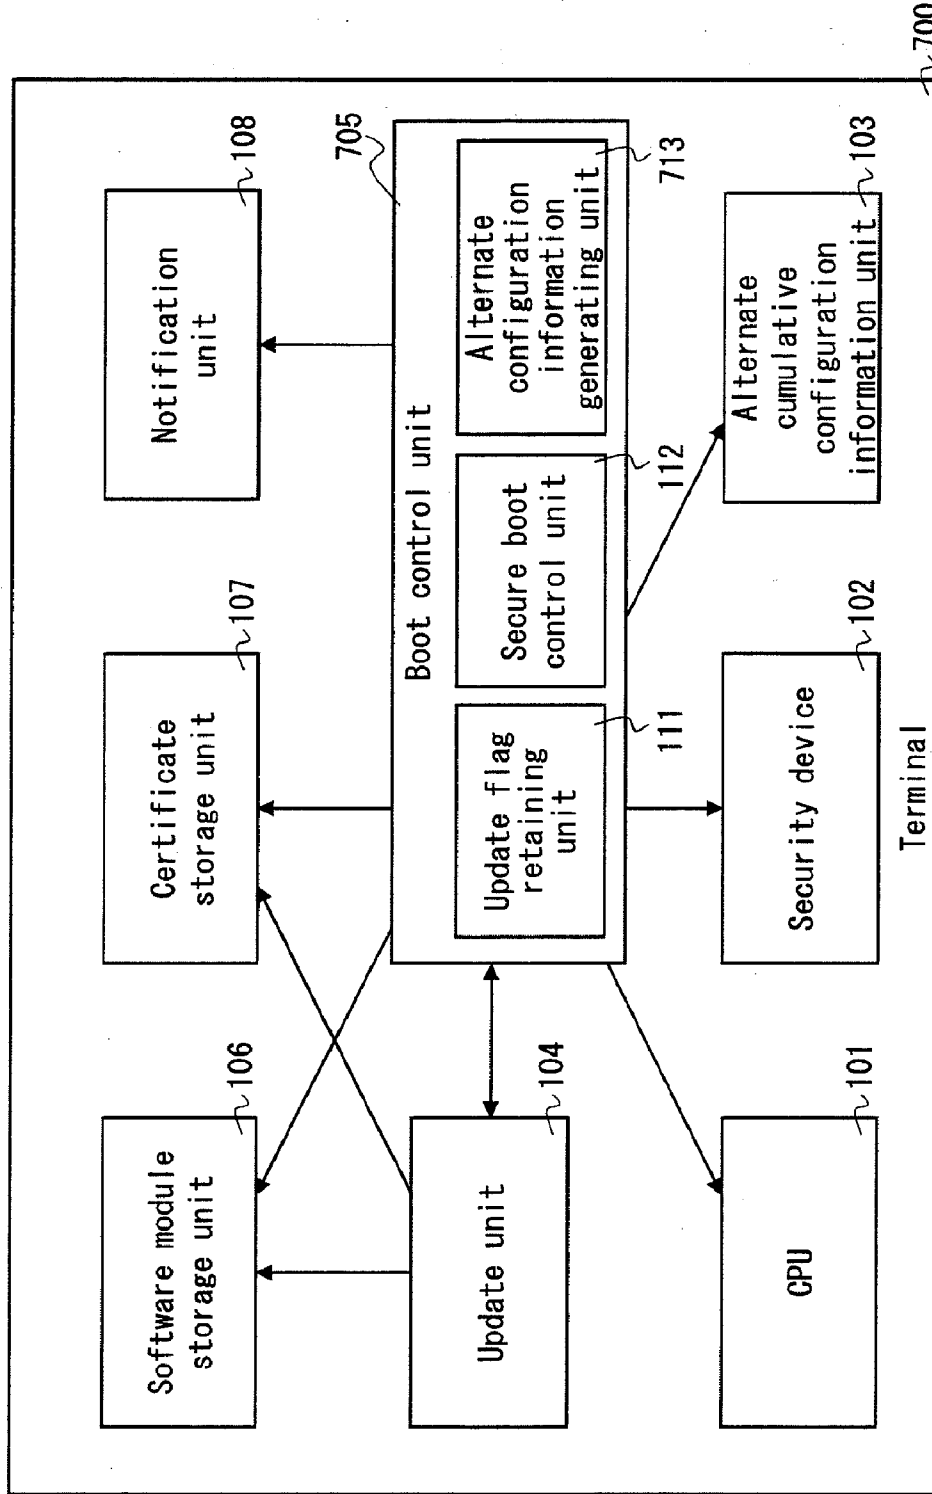 Software module
storage unit
106
Certificate
storage unit
107
Notification
unit
108
Update unit
104
Boot control unit
705
Update flag
retaining
unit
111
Secure boot
control unit
112
Alternate
configuration
information
generating unit
713
CPU
101
Security device
102
Alternate
cumulative
configuration
information unit
103
Terminal
700